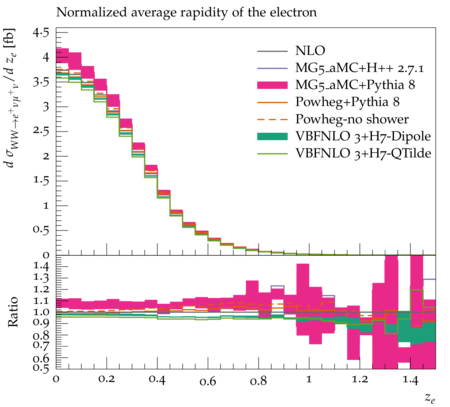 Normalized average rapidity of the electron
d σWW→e⁺νμ⁺ν/d z_e [fb]
4.5
4
3.5
3
2.5
2
1.5
1
0.5
0
NLO
MG5_aMC+H++ 2.7.1
MG5_aMC+Pythia 8
Powheg+Pythia 8
Powheg-no shower
VBFNLO 3+H7-Dipole
VBFNLO 3+H7-QTilde
Ratio
1.4
1.3
1.2
1.1
1.0
0.9
0.8
0.7
0.6
0.5
0 0.2 0.4 0.6 0.8 1 1.2 1.4
z_e